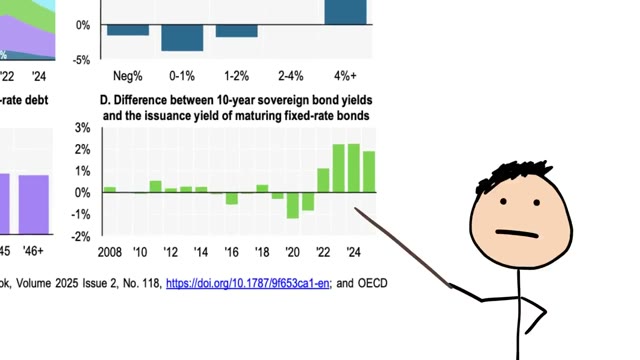 0%
-5%
Neg% 0-1% 1-2% 2-4% 4%+
%
'22 '24
-rate debt
45 '46+
D. Difference between 10-year sovereign bond yields
and the issuance yield of maturing fixed-rate bonds
3%
2%
1%
0%
-1%
-2%
2008 '10 '12 '14 '16 '18 '20 '22 '24
ok, Volume 2025 Issue 2, No. 118, https://doi.org/10.1787/9f653ca1-en; and OECD